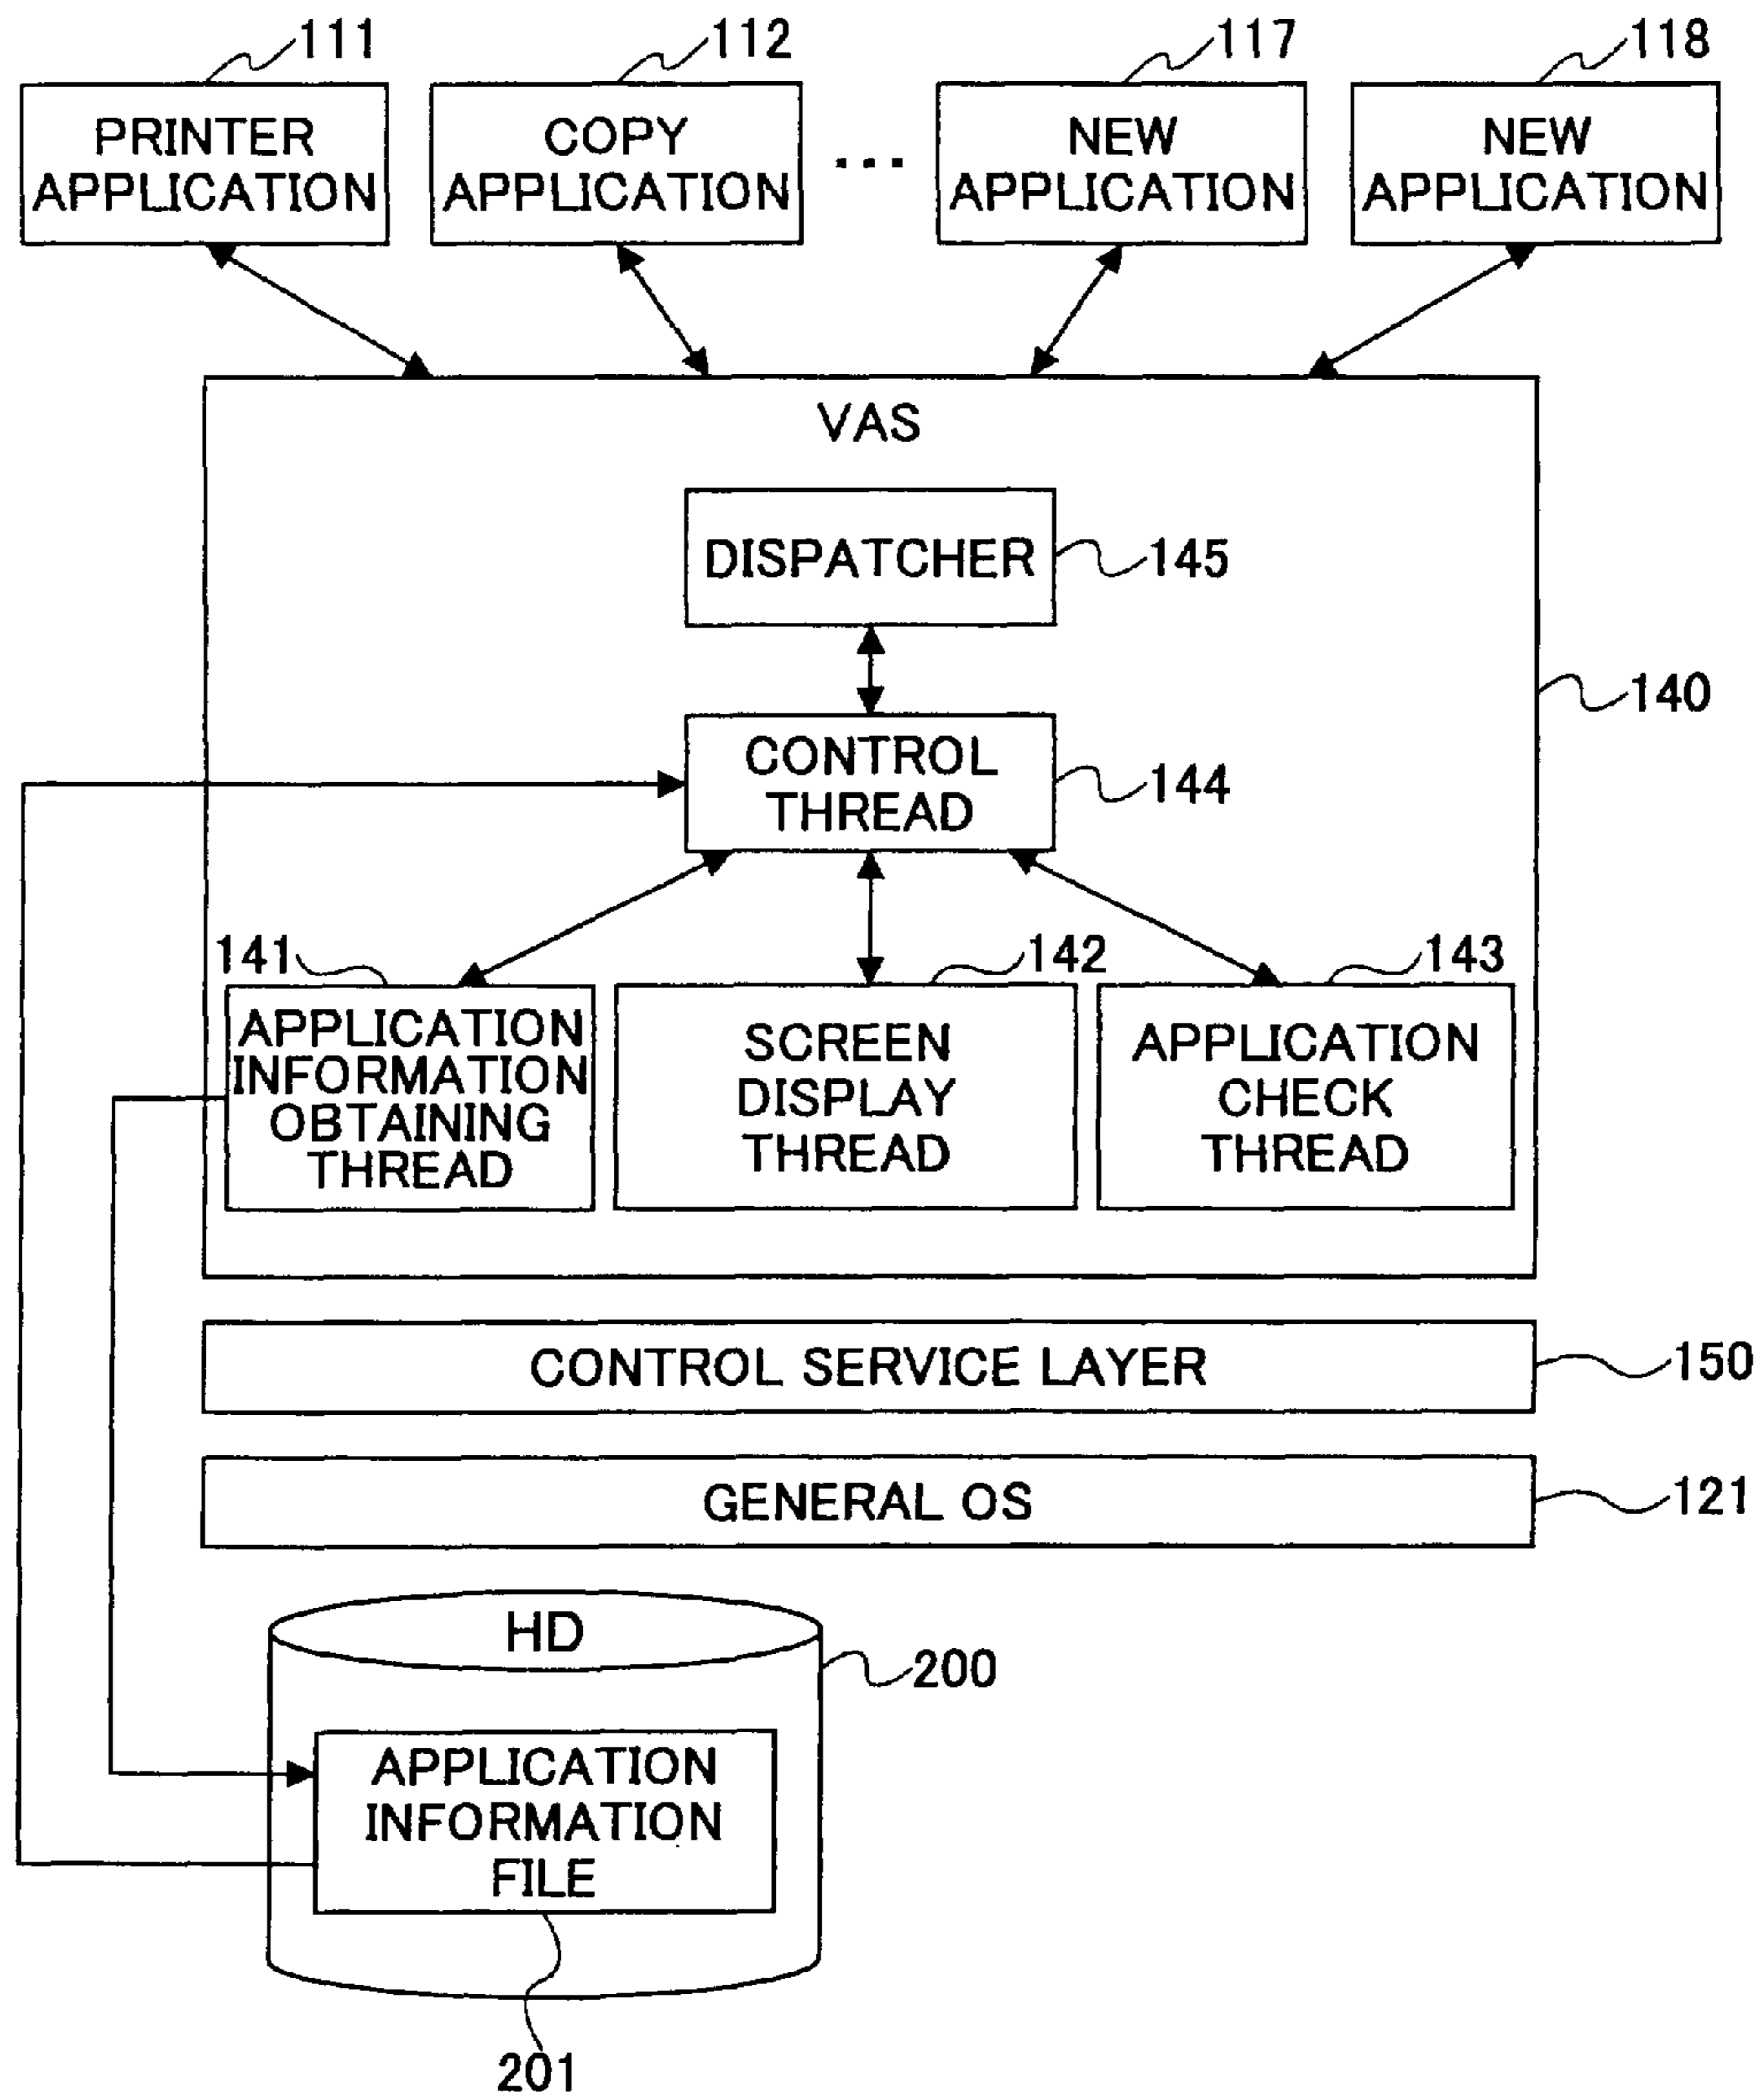 111
112
117
118
PRINTER
APPLICATION
COPY
APPLICATION
...
NEW
APPLICATION
NEW
APPLICATION
VAS
DISPATCHER
145
140
CONTROL
THREAD
144
141
142
143
APPLICATION
INFORMATION
OBTAINING
THREAD
SCREEN
DISPLAY
THREAD
APPLICATION
CHECK
THREAD
CONTROL SERVICE LAYER
150
GENERAL OS
121
HD
200
APPLICATION
INFORMATION
FILE
201